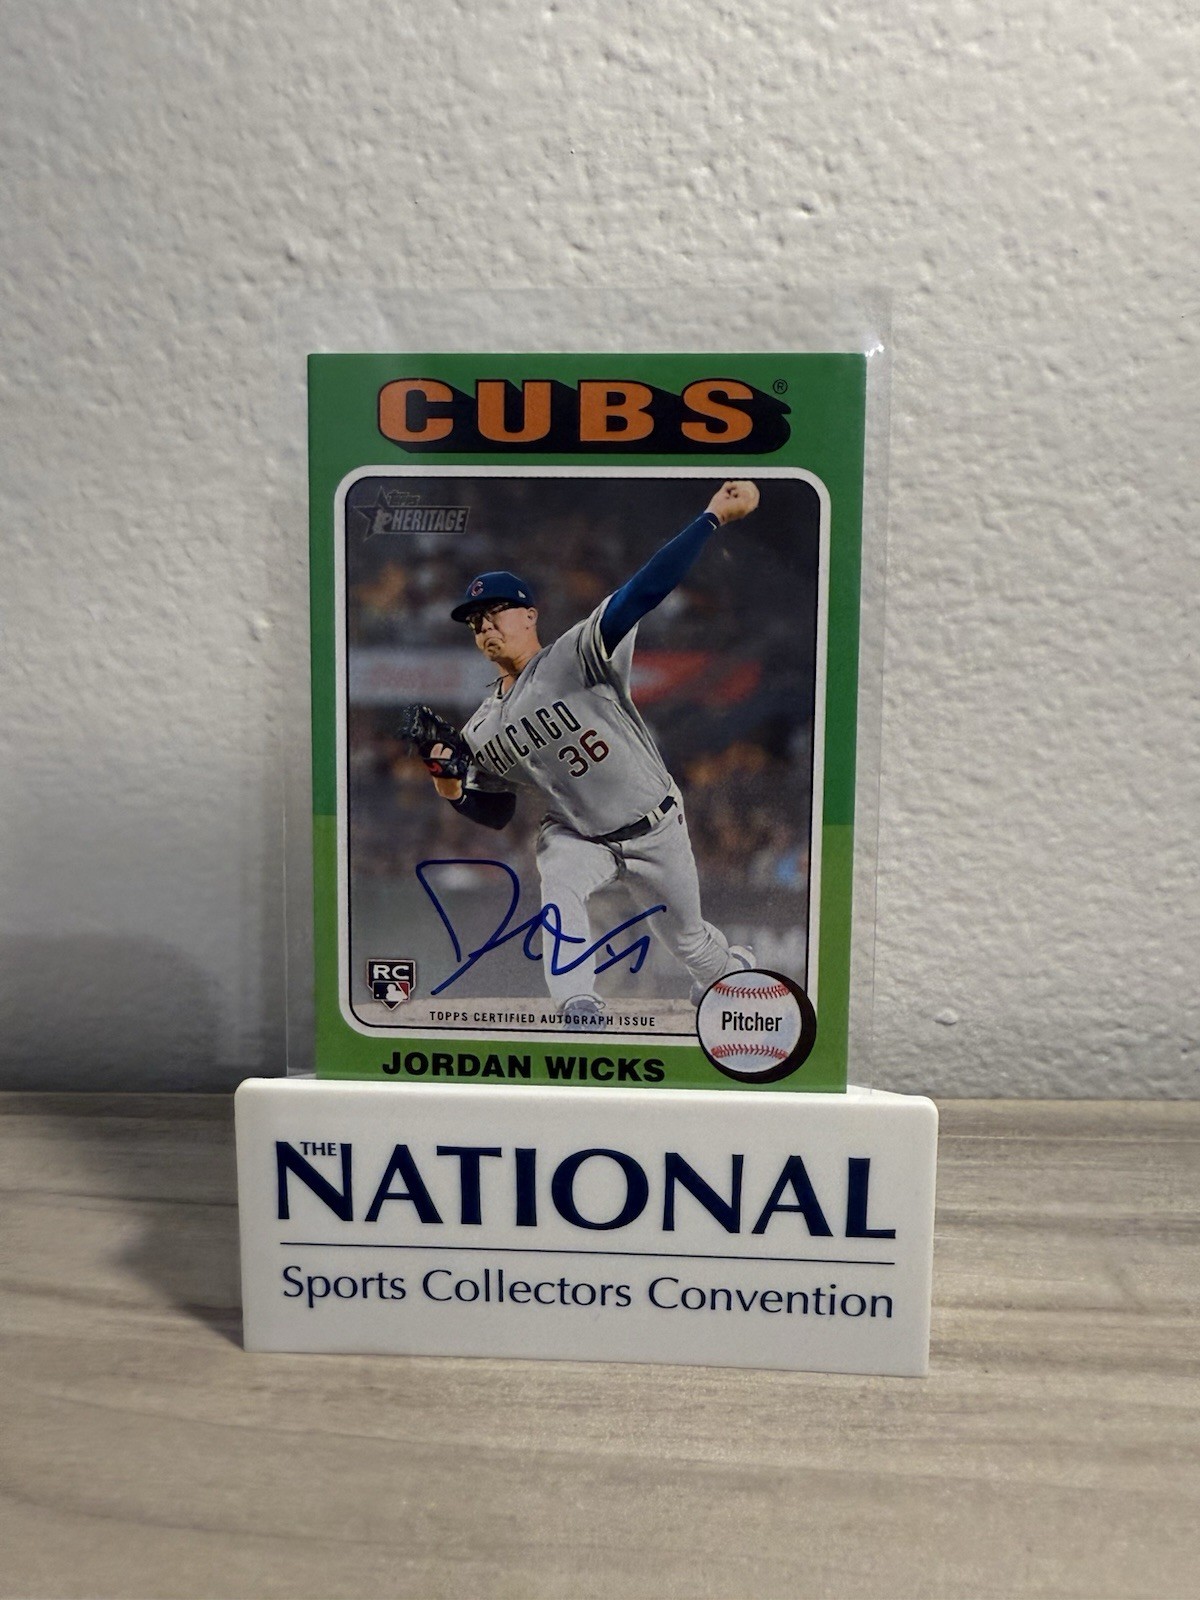 CUBS®
Topps
HERITAGE
C
CHICAGO
36
RC
TOPPS CERTIFIED AUTOGRAPH ISSUE
Pitcher
JORDAN WICKS
THE NATIONAL
Sports Collectors Convention